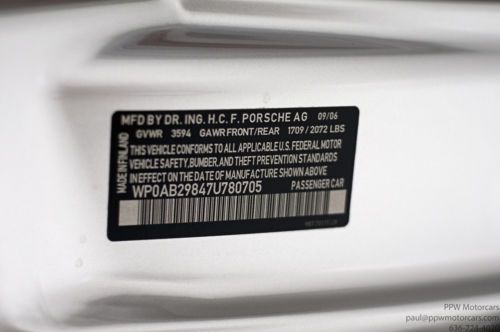 MFD BY DR. ING. H.C. F. PORSCHE AG 09/06
GVWR 3594 GAWR FRONT/REAR 1709/2072 LBS
MADE IN FINLAND
THIS VEHICLE CONFORMS TO ALL APPLICABLE U.S. FEDERAL MOTOR
VEHICLE SAFETY, BUMBER, AND THEFT PREVENTION STANDARDS
IN EFFECT ON THE DATE OF MANUFACTURE SHOWN ABOVE
WP0AB29847U780705 PASSENGER CAR
PPW Motorcars
paul@ppwmotorcars.com